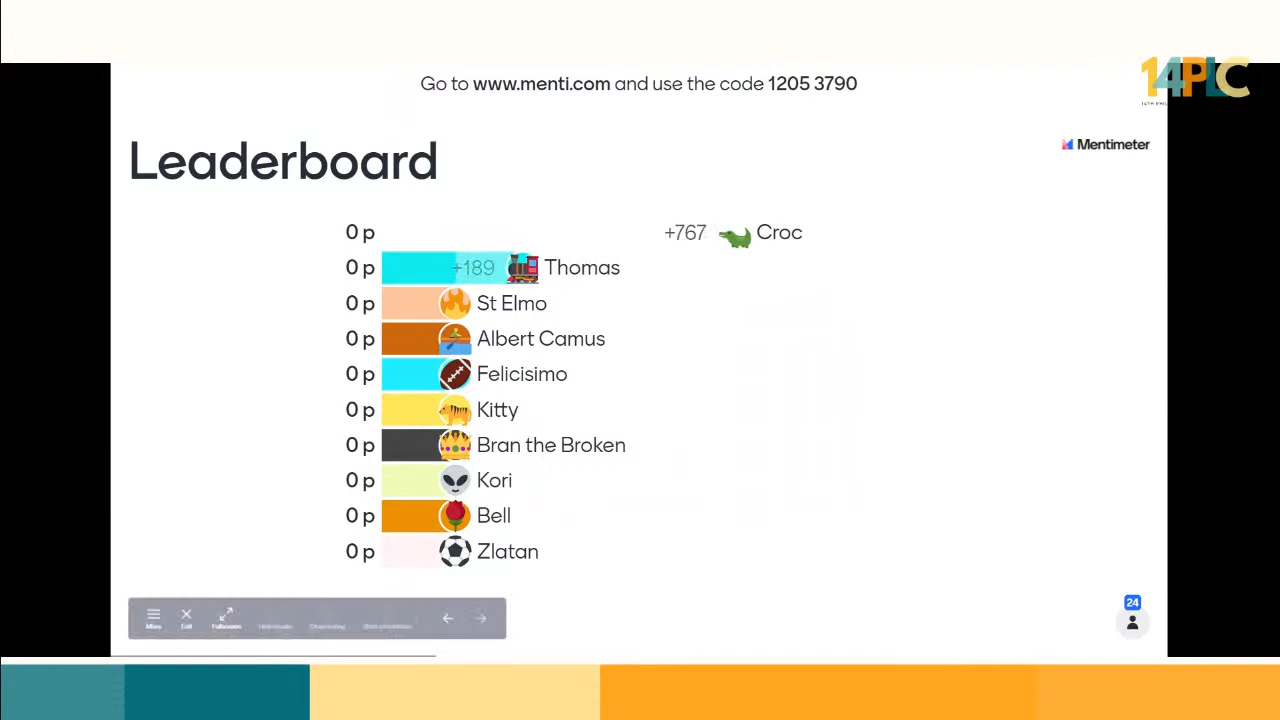 Go to www.menti.com and use the code 1205 3790
14PLC
Leaderboard
Mentimeter
0 p +767 Croc
0 p +189 Thomas
0 p St Elmo
0 p Albert Camus
0 p Felicisimo
0 p Kitty
0 p Bran the Broken
0 p Kori
0 p Bell
0 p Zlatan
24